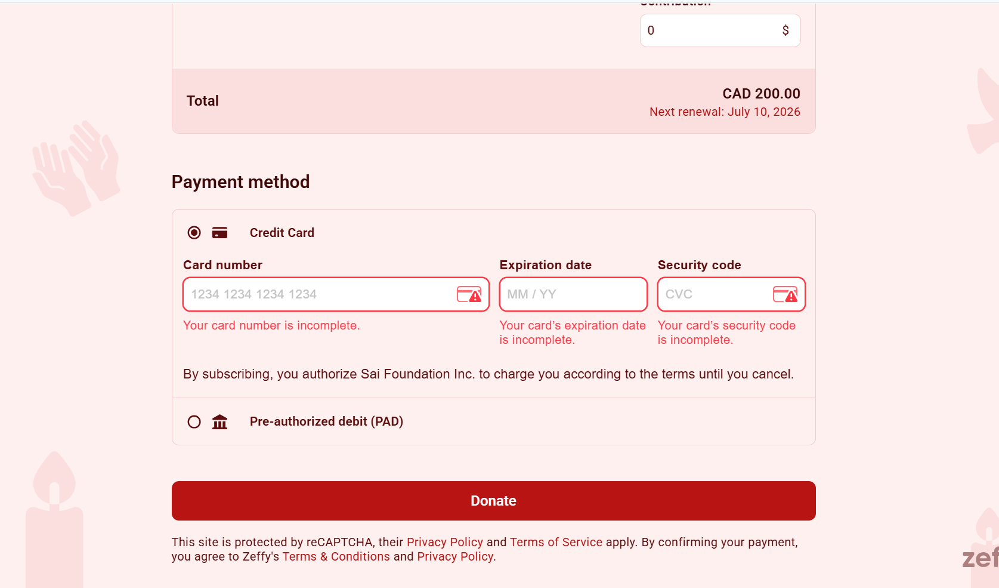 Contribution
0 $
Total
CAD 200.00
Next renewal: July 10, 2026
Payment method
Credit Card
Card number
1234 1234 1234 1234
Your card number is incomplete.
Expiration date
MM / YY
Your card’s expiration date
is incomplete.
Security code
CVC
Your card’s security code
is incomplete.
By subscribing, you authorize Sai Foundation Inc. to charge you according to the terms until you cancel.
Pre-authorized debit (PAD)
Donate
This site is protected by reCAPTCHA, their Privacy Policy and Terms of Service apply. By confirming your payment,
you agree to Zeffy's Terms & Conditions and Privacy Policy.
zef